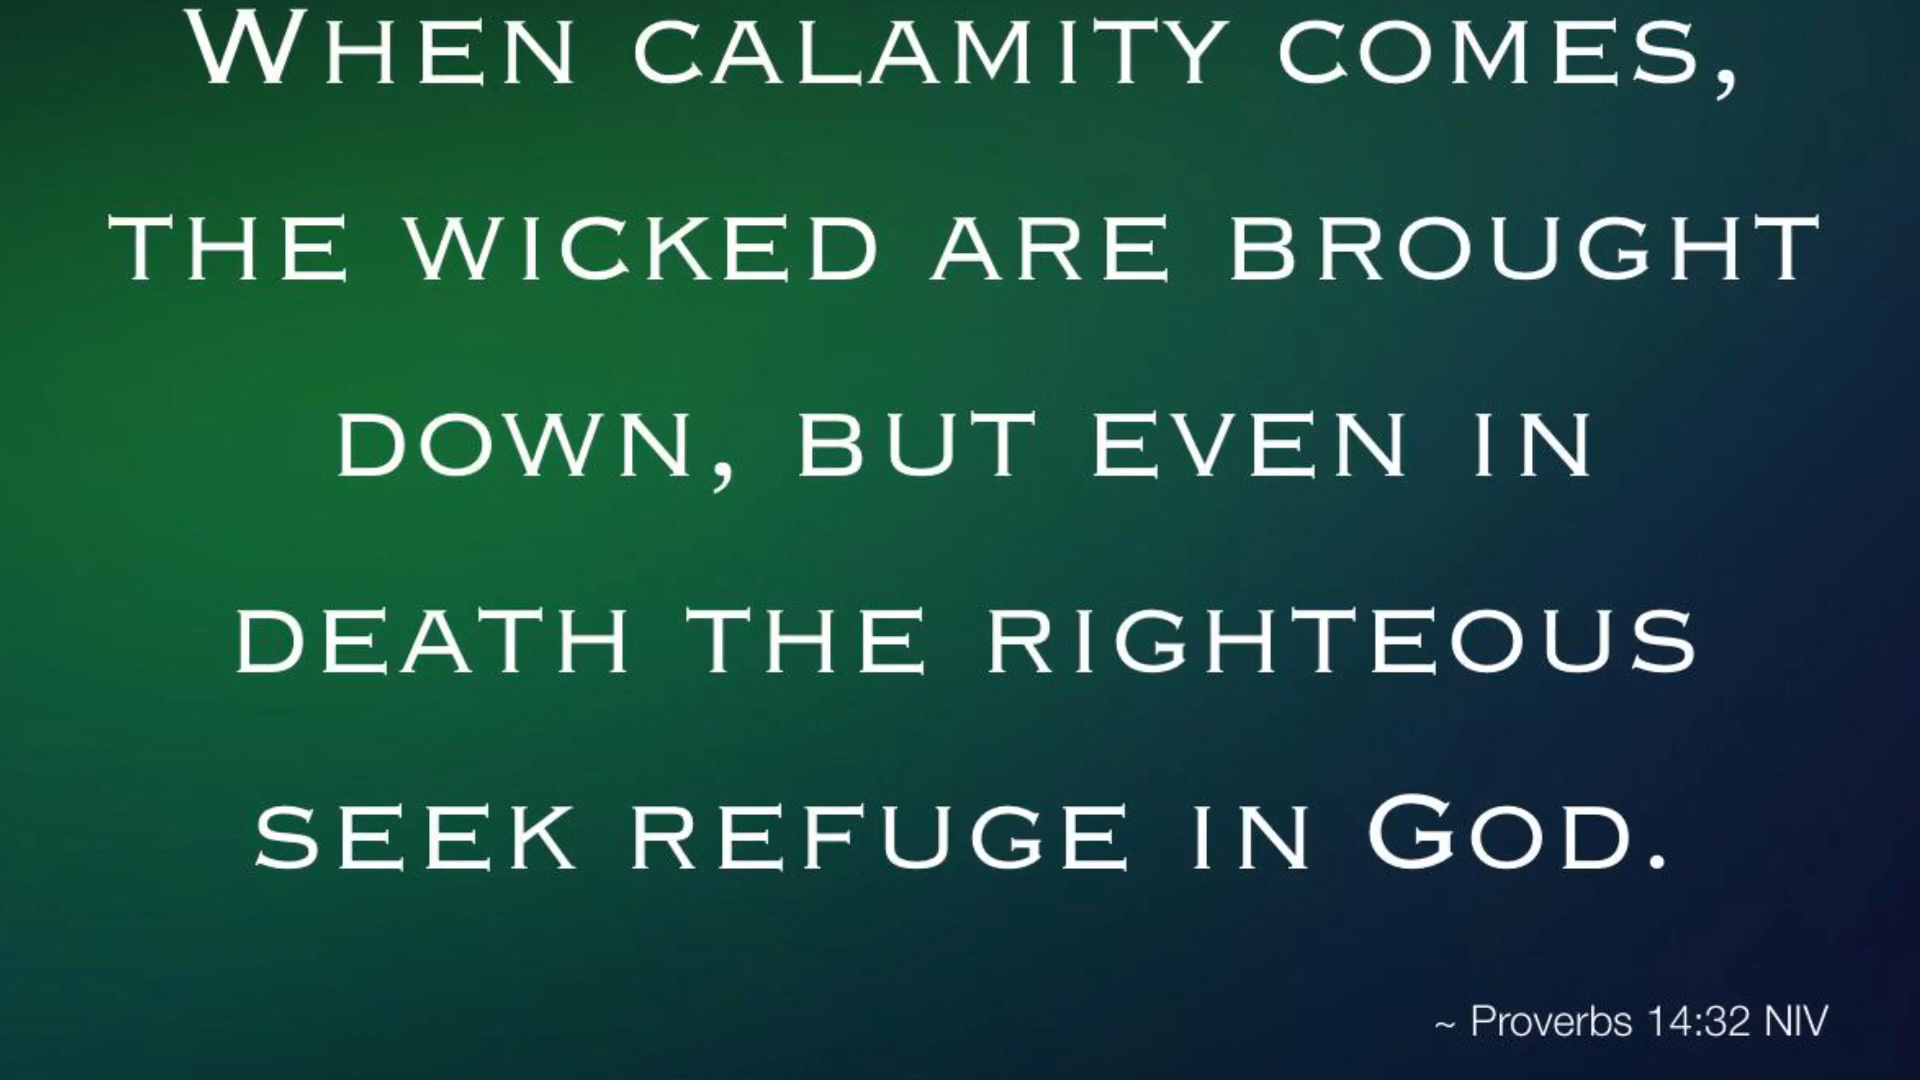 WHEN CALAMITY COMES,
THE WICKED ARE BROUGHT
DOWN, BUT EVEN IN
DEATH THE RIGHTEOUS
SEEK REFUGE IN GOD.
~ Proverbs 14:32 NIV